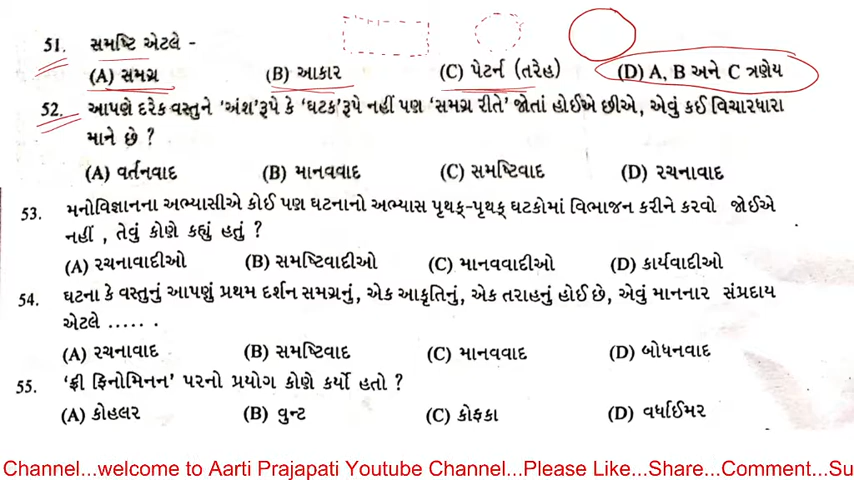 51. સમષ્ટિ એટલે -
(A) સમગ્ર (B) આકાર (C) પેટર્ન (તરેહ) (D) A, B અને C ત્રણેય
52. આપણે દરેક વસ્તુને 'અંશ'રૂપે કે 'ઘટક'રૂપે નહીં પણ 'સમગ્ર રીતે' જોતાં હોઈએ છીએ, એવું કઈ વિચારધારા
માને છે ?
(A) વર્તનવાદ (B) માનવવાદ (C) સમષ્ટિવાદ (D) રચનાવાદ
53. મનોવિજ્ઞાનના અભ્યાસીએ કોઈ પણ ઘટનાનો અભ્યાસ પૃથક્-પૃથક્ ઘટકોમાં વિભાજન કરીને કરવો જોઈએ
નહીં , તેવું કોણે કહ્યું હતું ?
(A) રચનાવાદીઓ (B) સમષ્ટિવાદીઓ (C) માનવવાદીઓ (D) કાર્યવાદીઓ
54. ઘટના કે વસ્તુનું આપણું પ્રથમ દર્શન સમગ્રનું, એક આકૃતિનું, એક તરાહનું હોઈ છે, એવું માનનાર સંપ્રદાય
એટલે ...... .
(A) રચનાવાદ (B) સમષ્ટિવાદ (C) માનવવાદ (D) બોધનવાદ
55. 'ફ્રી ફિનોમિનન' પરનો પ્રયોગ કોણે કર્યો હતો ?
(A) કોહલર (B) વુન્ટ (C) કોફકા (D) વર્ધાઈમર
Channel...welcome to Aarti Prajapati Youtube Channel...Please Like...Share...Comment...Su